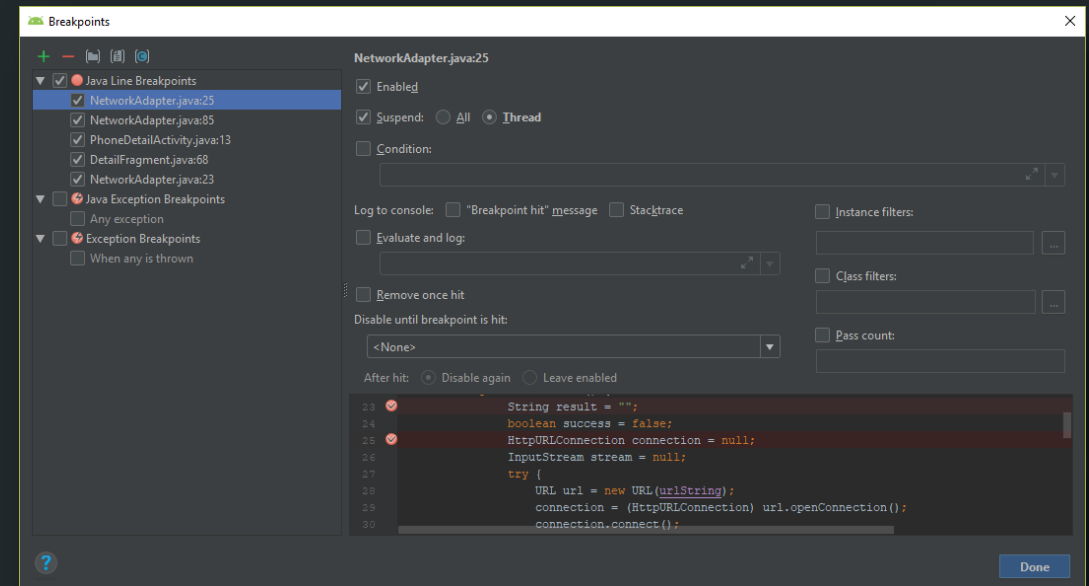 Breakpoints
Java Line Breakpoints
NetworkAdapter.java:25
NetworkAdapter.java:85
PhoneDetailActivity.java:13
DetailFragment.java:68
NetworkAdapter.java:23
Java Exception Breakpoints
Any exception
Exception Breakpoints
When any is thrown
NetworkAdapter.java:25
Enabled
Suspend: All Thread
Condition:
Log to console: "Breakpoint hit" message Stacktrace
Evaluate and log:
Remove once hit
Disable until breakpoint is hit:
<None>
After hit: Disable again Leave enabled
Instance filters:
...
Class filters:
...
Pass count:
23 String result = "";
24 boolean success = false;
25 HttpURLConnection connection = null;
26 InputStream stream = null;
27 try {
28 URL url = new URL(urlString);
29 connection = (HttpURLConnection) url.openConnection();
30 connection.connect();
?
Done